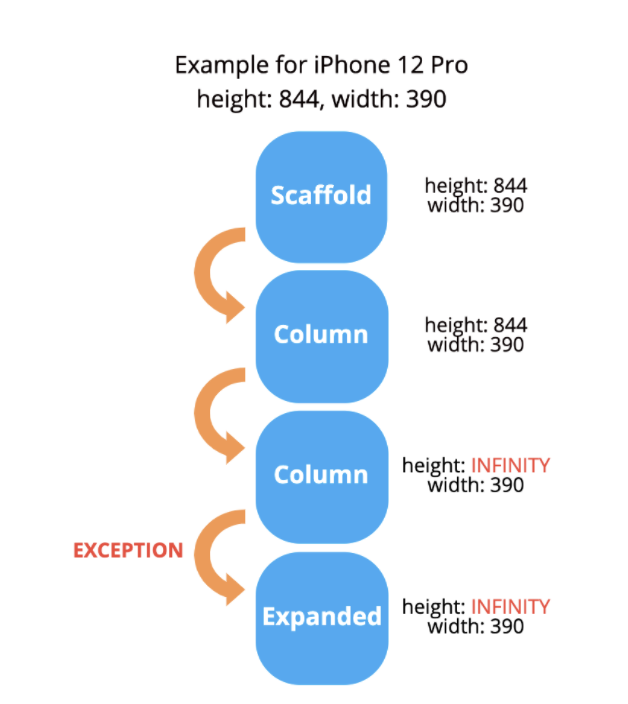 Example for iPhone 12 Pro
height: 844, width: 390
Scaffold
height: 844
width: 390
Column
height: 844
width: 390
Column
height: INFINITY
width: 390
EXCEPTION
Expanded
height: INFINITY
width: 390